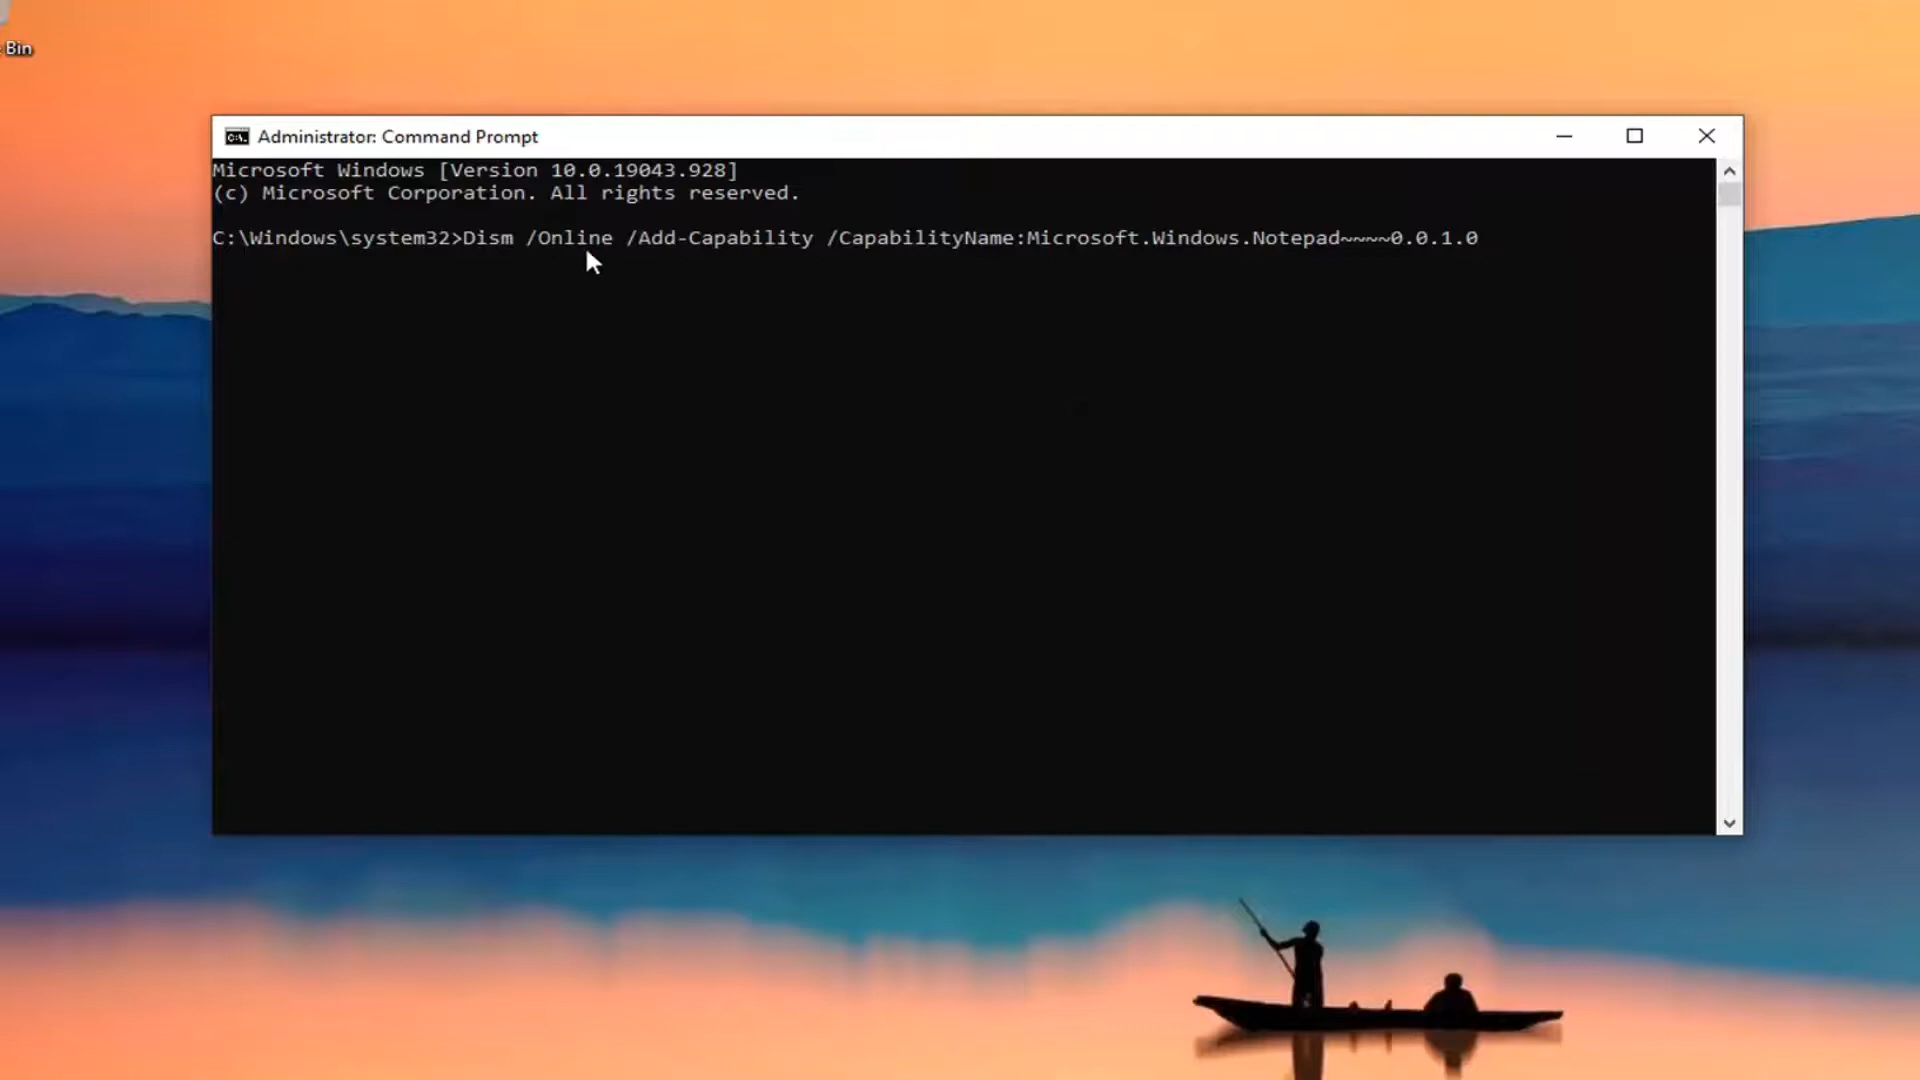 Bin
Administrator: Command Prompt
Microsoft Windows [Version 10.0.19043.928]
(c) Microsoft Corporation. All rights reserved.
C:\Windows\system32>Dism /Online /Add-Capability /CapabilityName:Microsoft.Windows.Notepad~~~~0.0.1.0